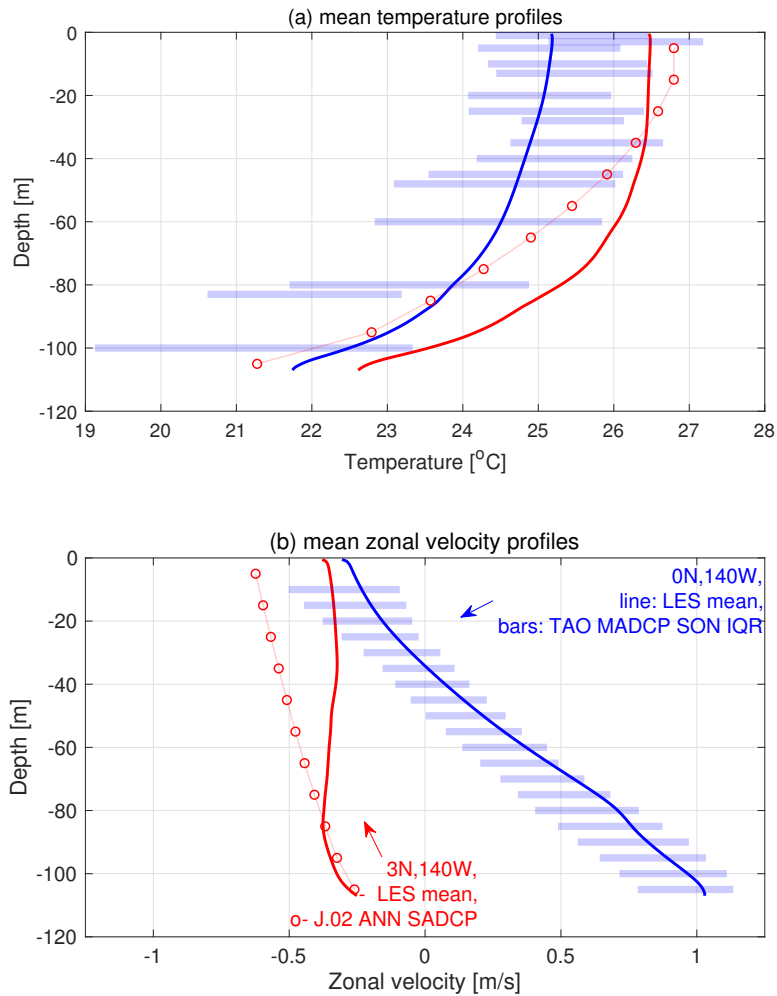 (a) mean temperature profiles
0
-20
-40
-60
-80
-100
-120
Depth [m]
19 20 21 22 23 24 25 26 27 28
Temperature [°C]
(b) mean zonal velocity profiles
0
-20
-40
-60
-80
-100
-120
Depth [m]
0N,140W,
line: LES mean,
bars: TAO MADCP SON IQR
3N,140W,
- LES mean,
o- J.02 ANN SADCP
-1 -0.5 0 0.5 1
Zonal velocity [m/s]